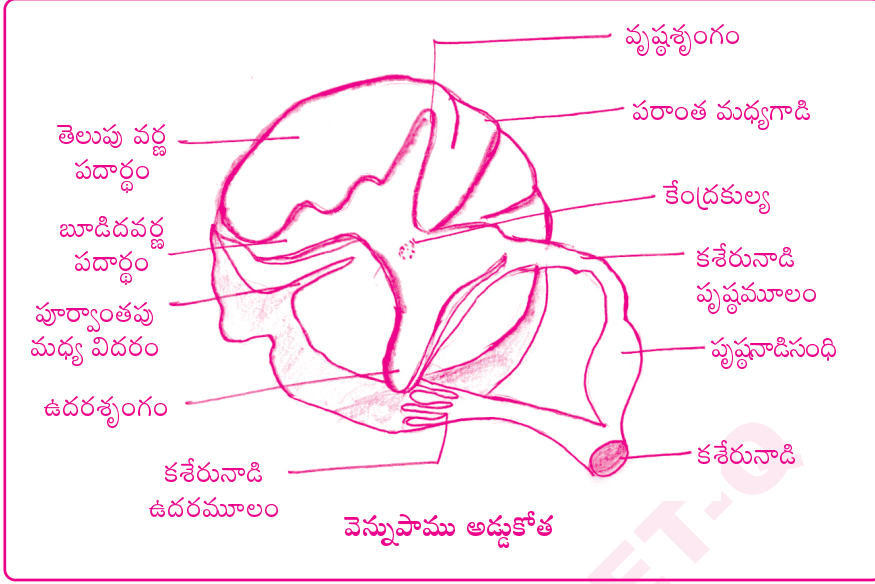 వృష్ఠశృంగం
పరాంత మధ్యగాడి
తెలుపు వర్ణ
పదార్థం
కేంద్రకుల్య
బూడిదవర్ణ
పదార్థం
కశేరునాడి
పృష్ఠమూలం
పూర్వాంతపు
మధ్య విదరం
పృష్ఠనాడిసంధి
ఉదరశృంగం
కశేరునాడి
కశేరునాడి
ఉదరమూలం
వెన్నుపాము అడ్డుకోత
ET-Q